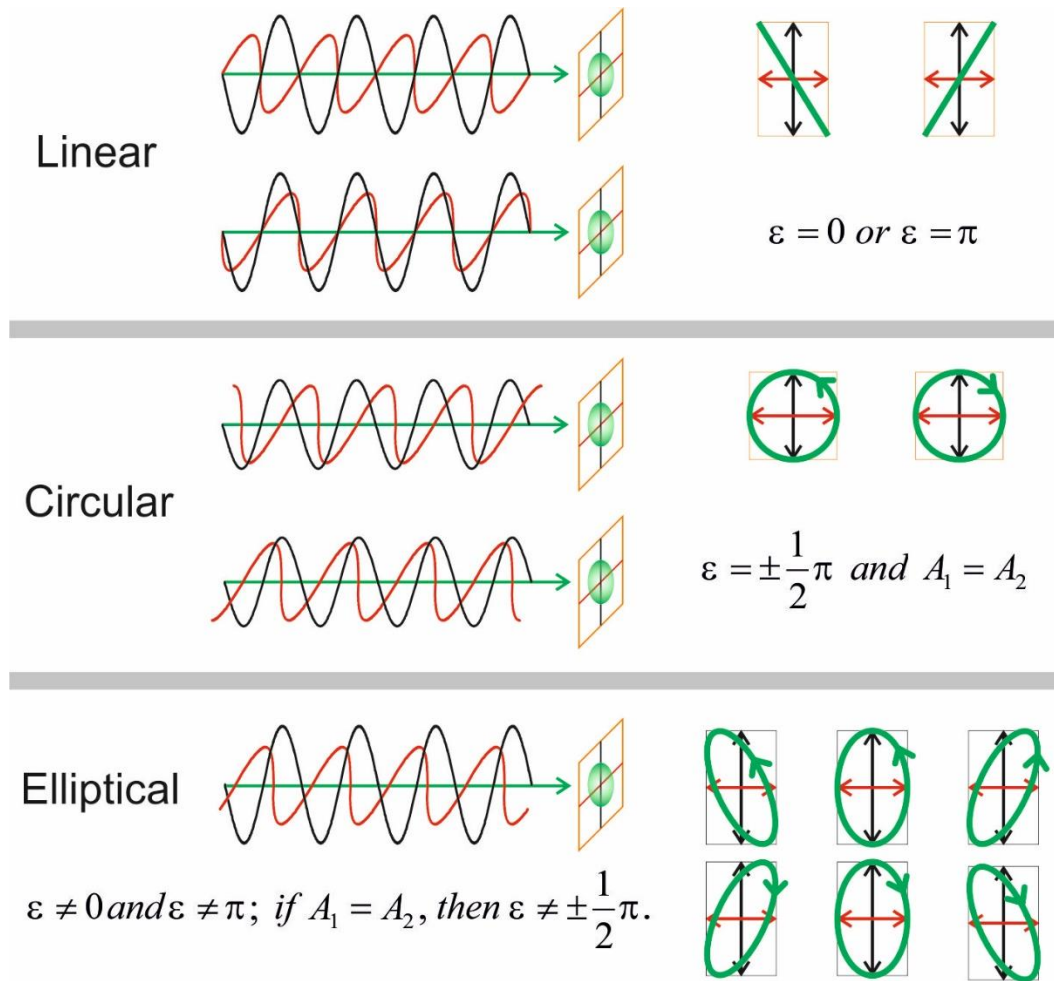 Linear
ε = 0 or ε = π
Circular
ε = ±1/2π and A₁ = A₂
Elliptical
ε ≠ 0 and ε ≠ π; if A₁ = A₂, then ε ≠ ±1/2π.